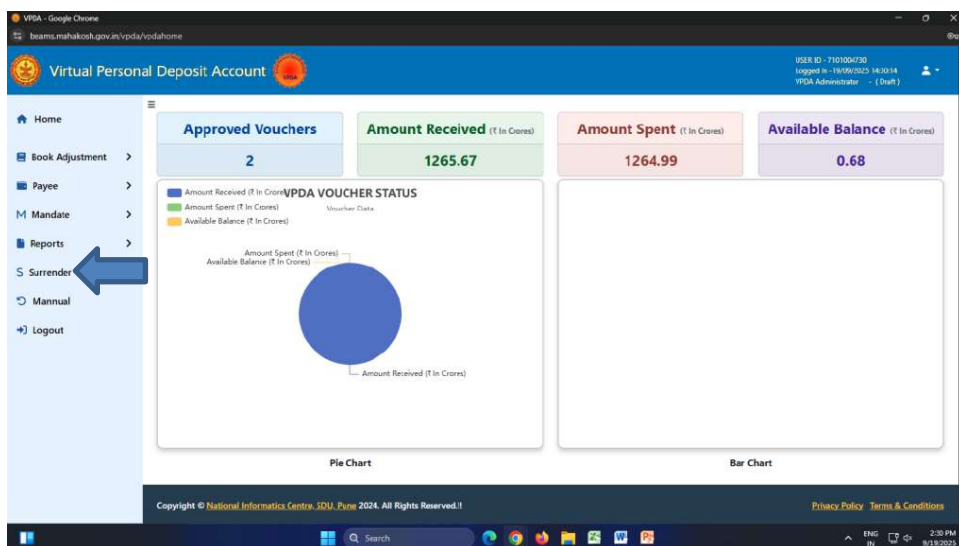 VPDA - Google Chrome
beams.mahakosh.gov.in/vpda/vpdahome
Virtual Personal Deposit Account
VPDA
USER ID - 7101004730
Logged in - 19/09/2025 14:30:14
VPDA Administrator - ( Draft )
Home
Book Adjustment
Payee
Mandate
Reports
S Surrender
Mannual
Logout
Approved Vouchers
2
Amount Received (₹ In Crores)
1265.67
Amount Spent (₹ In Crores)
1264.99
Available Balance (₹ In Crores)
0.68
VPDA VOUCHER STATUS
Voucher Data
Amount Received (₹ In Crore
Amount Spent (₹ In Crores)
Available Balance (₹ In Crores)
Amount Spent (₹ In Crores)
Available Balance (₹ In Crores)
Amount Received (₹ In Crores)
Pie Chart
Bar Chart
Copyright © National Informatics Centre, SDU, Pune 2024. All Rights Reserved.!!
Privacy Policy Terms & Conditions
Search
ENG
IN
2:30 PM
9/19/2025